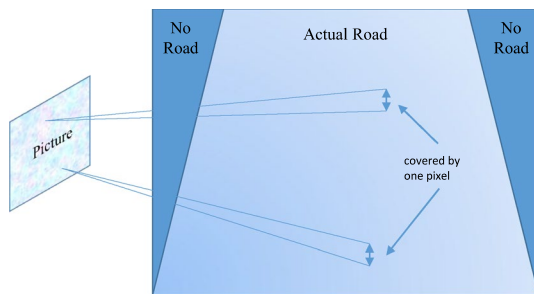 No
Road
Actual Road
No
Road
Picture
covered by
one pixel